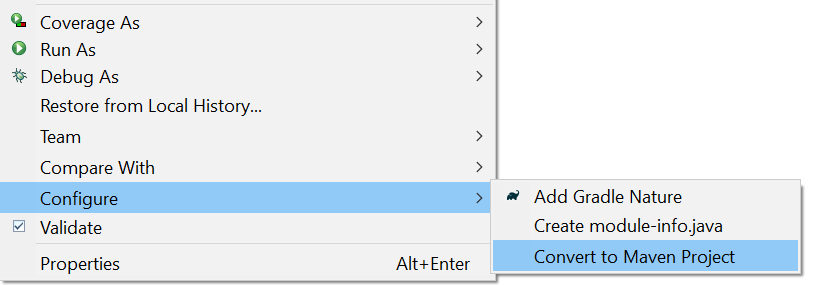 Coverage As
Run As
Debug As
Restore from Local History...
Team
Compare With
Configure
Validate
Properties Alt+Enter
Add Gradle Nature
Create module-info.java
Convert to Maven Project